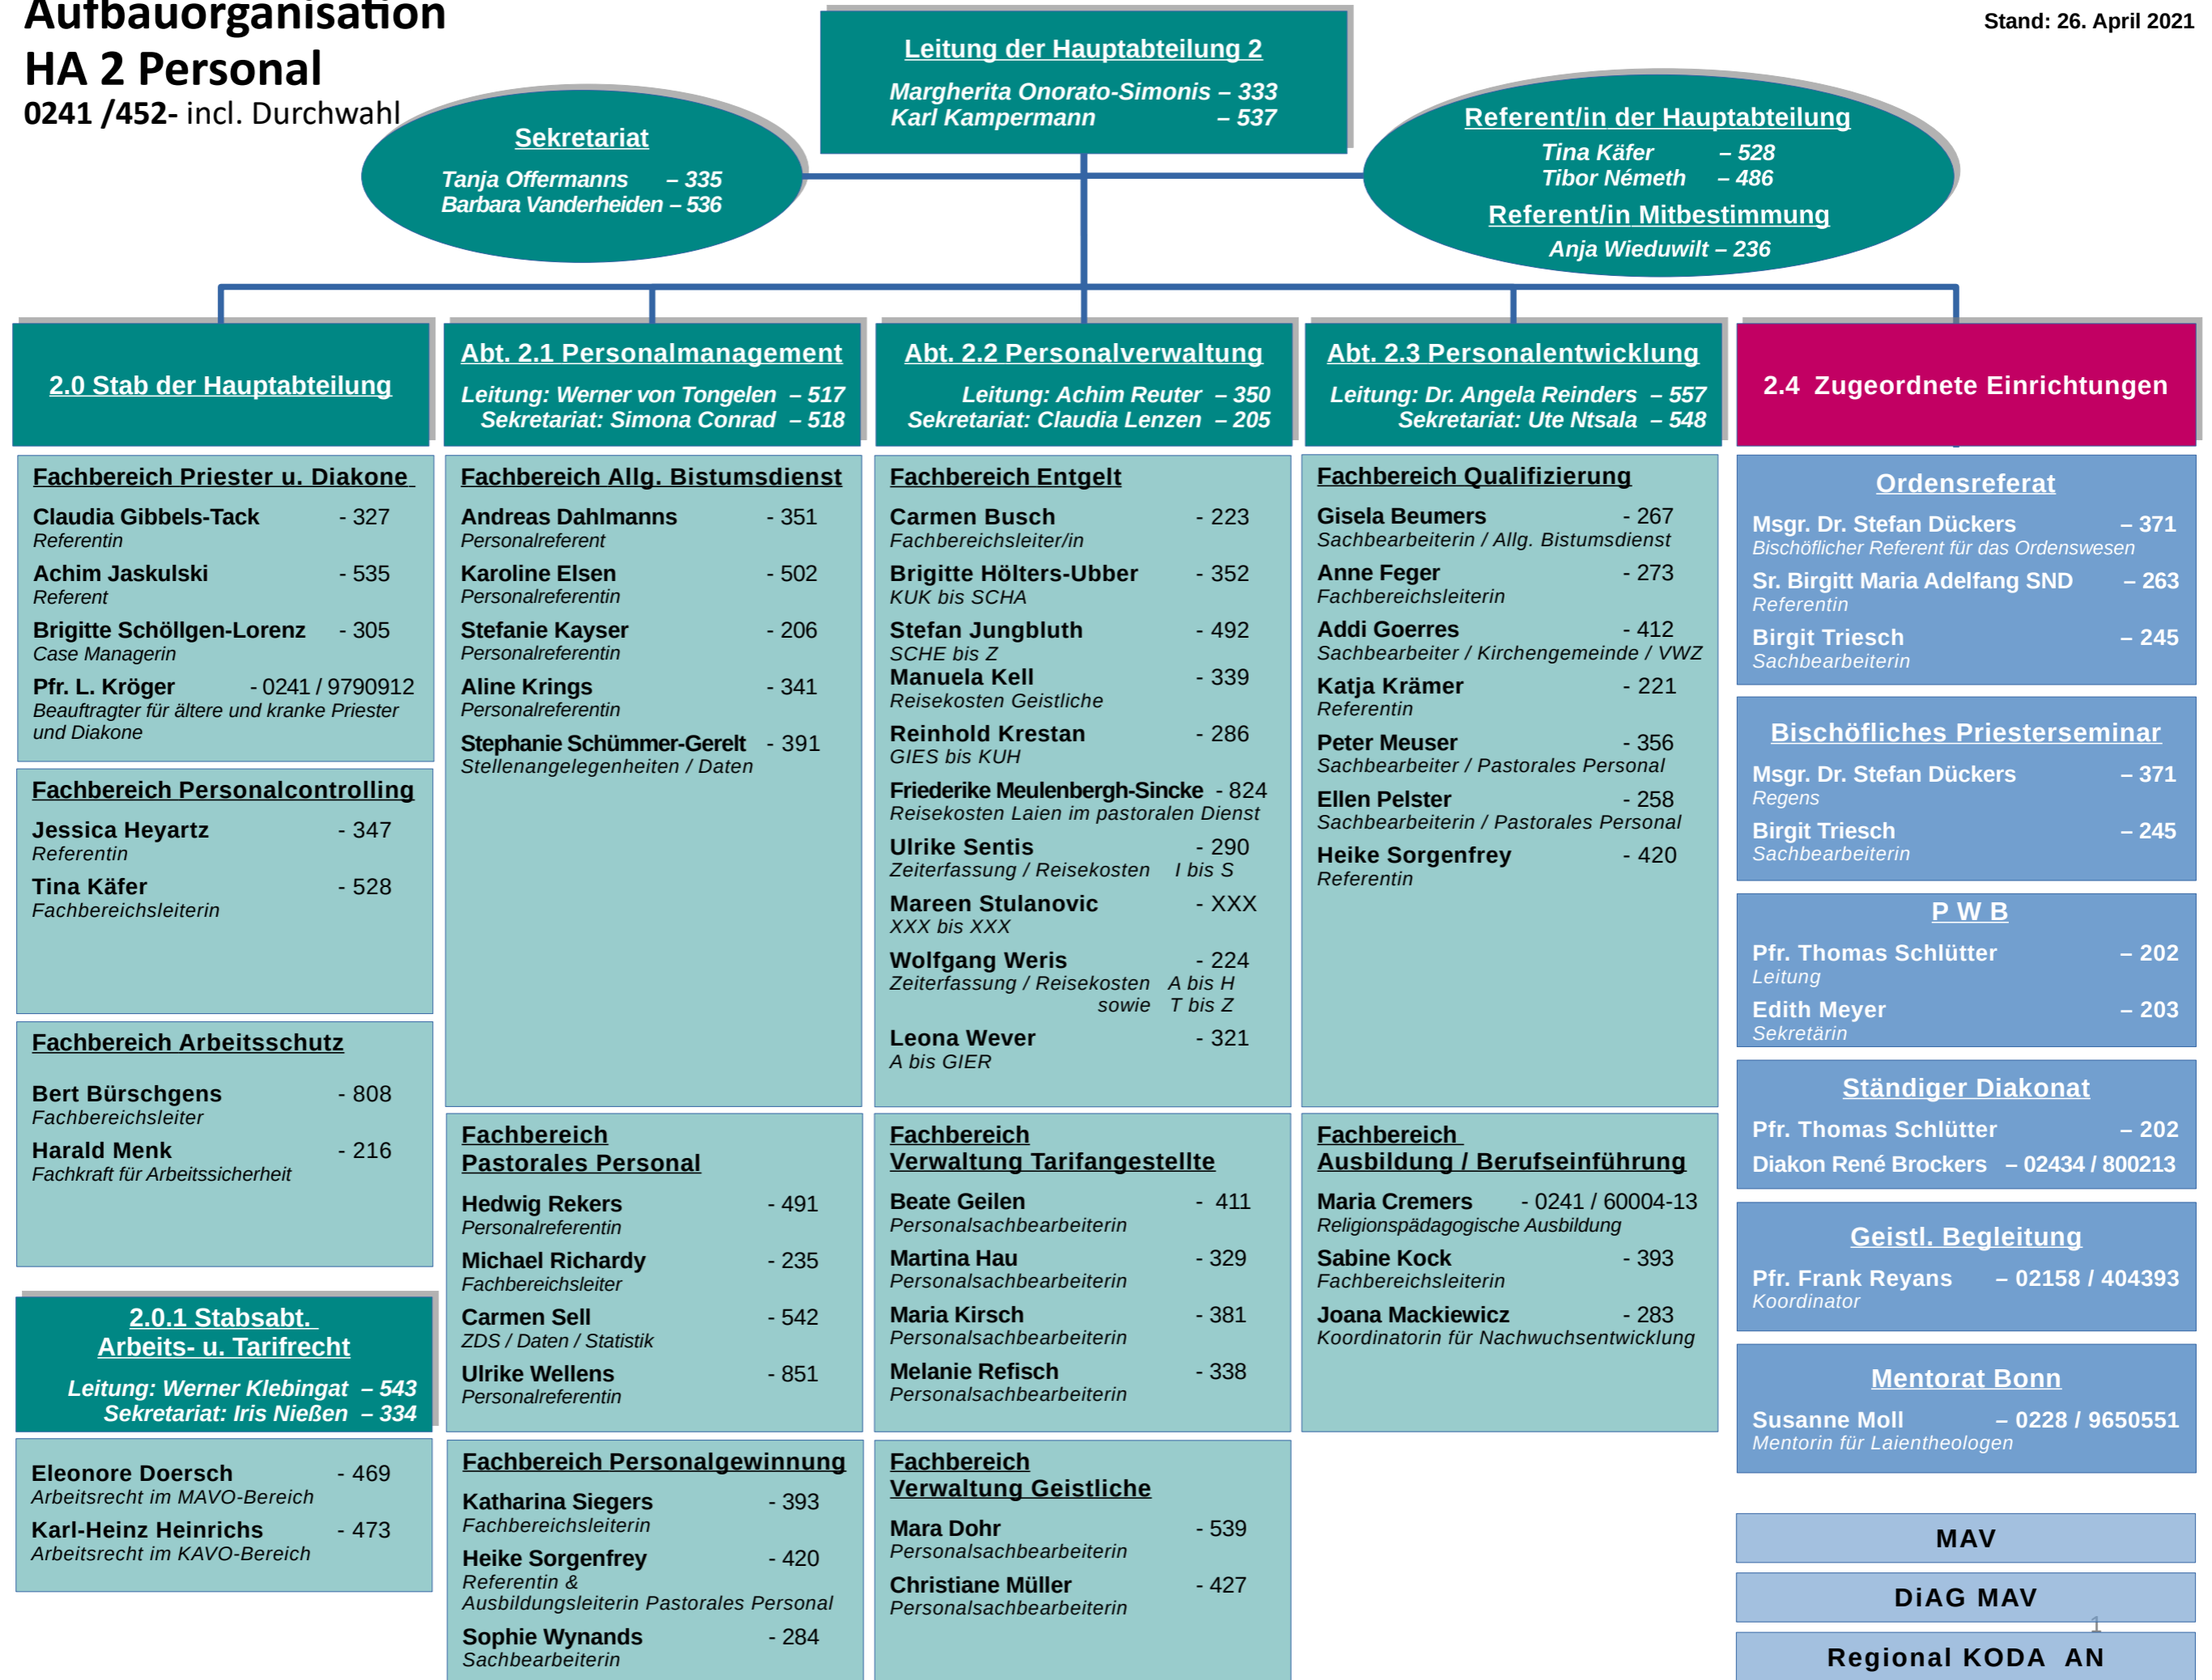 Aufbauorganisation
HA 2 Personal
0241 /452- incl. Durchwahl
Stand: 26. April 2021
Leitung der Hauptabteilung 2
Margherita Onorato-Simonis – 333
Karl Kampermann – 537
Sekretariat
Tanja Offermanns – 335
Barbara Vanderheiden – 536
Referent/in der Hauptabteilung
Tina Käfer – 528
Tibor Németh – 486
Referent/in Mitbestimmung
Anja Wieduwilt – 236
2.0 Stab der Hauptabteilung
Fachbereich Priester u. Diakone
Claudia Gibbels-Tack - 327
Referentin
Achim Jaskulski - 535
Referent
Brigitte Schöllgen-Lorenz - 305
Case Managerin
Pfr. L. Kröger - 0241 / 9790912
Beauftragter für ältere und kranke Priester
und Diakone
Fachbereich Personalcontrolling
Jessica Heyartz - 347
Referentin
Tina Käfer - 528
Fachbereichsleiterin
Fachbereich Arbeitsschutz
Bert Bürschgens - 808
Fachbereichsleiter
Harald Menk - 216
Fachkraft für Arbeitssicherheit
2.0.1 Stabsabt.
Arbeits- u. Tarifrecht
Leitung: Werner Klebingat – 543
Sekretariat: Iris Nießen – 334
Eleonore Doersch - 469
Arbeitsrecht im MAVO-Bereich
Karl-Heinz Heinrichs - 473
Arbeitsrecht im KAVO-Bereich
Abt. 2.1 Personalmanagement
Leitung: Werner von Tongelen – 517
Sekretariat: Simona Conrad – 518
Fachbereich Allg. Bistumsdienst
Andreas Dahlmanns - 351
Personalreferent
Karoline Elsen - 502
Personalreferentin
Stefanie Kayser - 206
Personalreferentin
Aline Krings - 341
Personalreferentin
Stephanie Schümmer-Gerelt - 391
Stellenangelegenheiten / Daten
Fachbereich
Pastorales Personal
Hedwig Rekers - 491
Personalreferentin
Michael Richardy - 235
Fachbereichsleiter
Carmen Sell - 542
ZDS / Daten / Statistik
Ulrike Wellens - 851
Personalreferentin
Fachbereich Personalgewinnung
Katharina Siegers - 393
Fachbereichsleiterin
Heike Sorgenfrey - 420
Referentin &
Ausbildungsleiterin Pastorales Personal
Sophie Wynands - 284
Sachbearbeiterin
Abt. 2.2 Personalverwaltung
Leitung: Achim Reuter – 350
Sekretariat: Claudia Lenzen – 205
Fachbereich Entgelt
Carmen Busch - 223
Fachbereichsleiter/in
Brigitte Hölters-Ubber - 352
KUK bis SCHA
Stefan Jungbluth - 492
SCHE bis Z
Manuela Kell - 339
Reisekosten Geistliche
Reinhold Krestan - 286
GIES bis KUH
Friederike Meulenbergh-Sincke - 824
Reisekosten Laien im pastoralen Dienst
Ulrike Sentis - 290
Zeiterfassung / Reisekosten I bis S
Mareen Stulanovic - XXX
XXX bis XXX
Wolfgang Weris - 224
Zeiterfassung / Reisekosten A bis H
sowie T bis Z
Leona Wever - 321
A bis GIER
Fachbereich
Verwaltung Tarifangestellte
Beate Geilen - 411
Personalsachbearbeiterin
Martina Hau - 329
Personalsachbearbeiterin
Maria Kirsch - 381
Personalsachbearbeiterin
Melanie Refisch - 338
Personalsachbearbeiterin
Fachbereich
Verwaltung Geistliche
Mara Dohr - 539
Personalsachbearbeiterin
Christiane Müller - 427
Personalsachbearbeiterin
Abt. 2.3 Personalentwicklung
Leitung: Dr. Angela Reinders – 557
Sekretariat: Ute Ntsala – 548
Fachbereich Qualifizierung
Gisela Beumers - 267
Sachbearbeiterin / Allg. Bistumsdienst
Anne Feger - 273
Fachbereichsleiterin
Addi Goerres - 412
Sachbearbeiter / Kirchengemeinde / VWZ
Katja Krämer - 221
Referentin
Peter Meuser - 356
Sachbearbeiter / Pastorales Personal
Ellen Pelster - 258
Sachbearbeiterin / Pastorales Personal
Heike Sorgenfrey - 420
Referentin
Fachbereich
Ausbildung / Berufseinführung
Maria Cremers - 0241 / 60004-13
Religionspädagogische Ausbildung
Sabine Kock - 393
Fachbereichsleiterin
Joana Mackiewicz - 283
Koordinatorin für Nachwuchsentwicklung
2.4 Zugeordnete Einrichtungen
Ordensreferat
Msgr. Dr. Stefan Dückers – 371
Bischöflicher Referent für das Ordenswesen
Sr. Birgitt Maria Adelfang SND – 263
Referentin
Birgit Triesch – 245
Sachbearbeiterin
Bischöfliches Priesterseminar
Msgr. Dr. Stefan Dückers – 371
Regens
Birgit Triesch – 245
Sachbearbeiterin
P W B
Pfr. Thomas Schlütter – 202
Leitung
Edith Meyer – 203
Sekretärin
Ständiger Diakonat
Pfr. Thomas Schlütter – 202
Diakon René Brockers – 02434 / 800213
Geistl. Begleitung
Pfr. Frank Reyans – 02158 / 404393
Koordinator
Mentorat Bonn
Susanne Moll – 0228 / 9650551
Mentorin für Laientheologen
MAV
DiAG MAV
1
Regional KODA AN